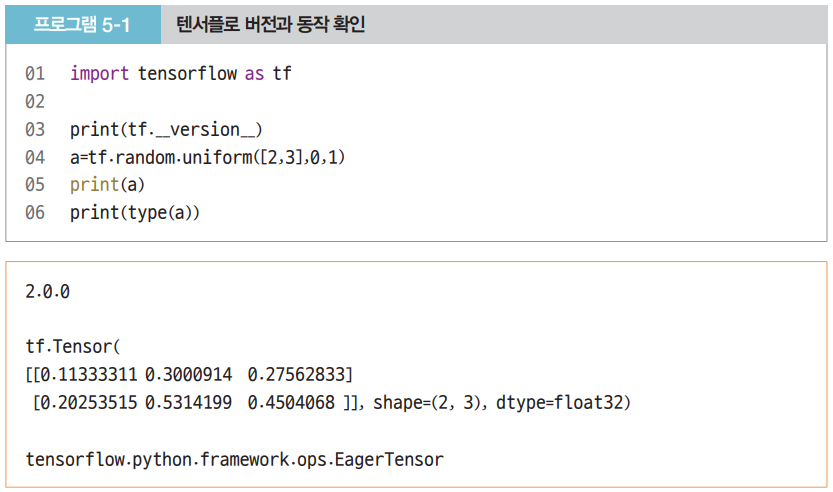 프로그램 5-1 텐서플로 버전과 동작 확인
01 import tensorflow as tf
02
03 print(tf.__version__)
04 a=tf.random.uniform([2,3],0,1)
05 print(a)
06 print(type(a))
2.0.0
tf.Tensor(
[[0.11333311 0.3000914 0.27562833]
[0.20253515 0.5314199 0.4504068 ]], shape=(2, 3), dtype=float32)
tensorflow.python.framework.ops.EagerTensor